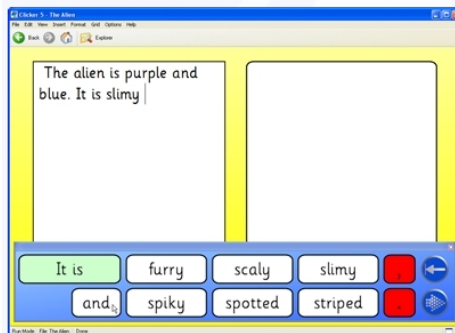 Clicker 5 - The Alien
File Edit View Insert Format Grid Options Help
Back Explorer
The alien is purple and
blue. It is slimy
It is furry scaly slimy ,
and spiky spotted striped .
Run Mode File: The Alien Done